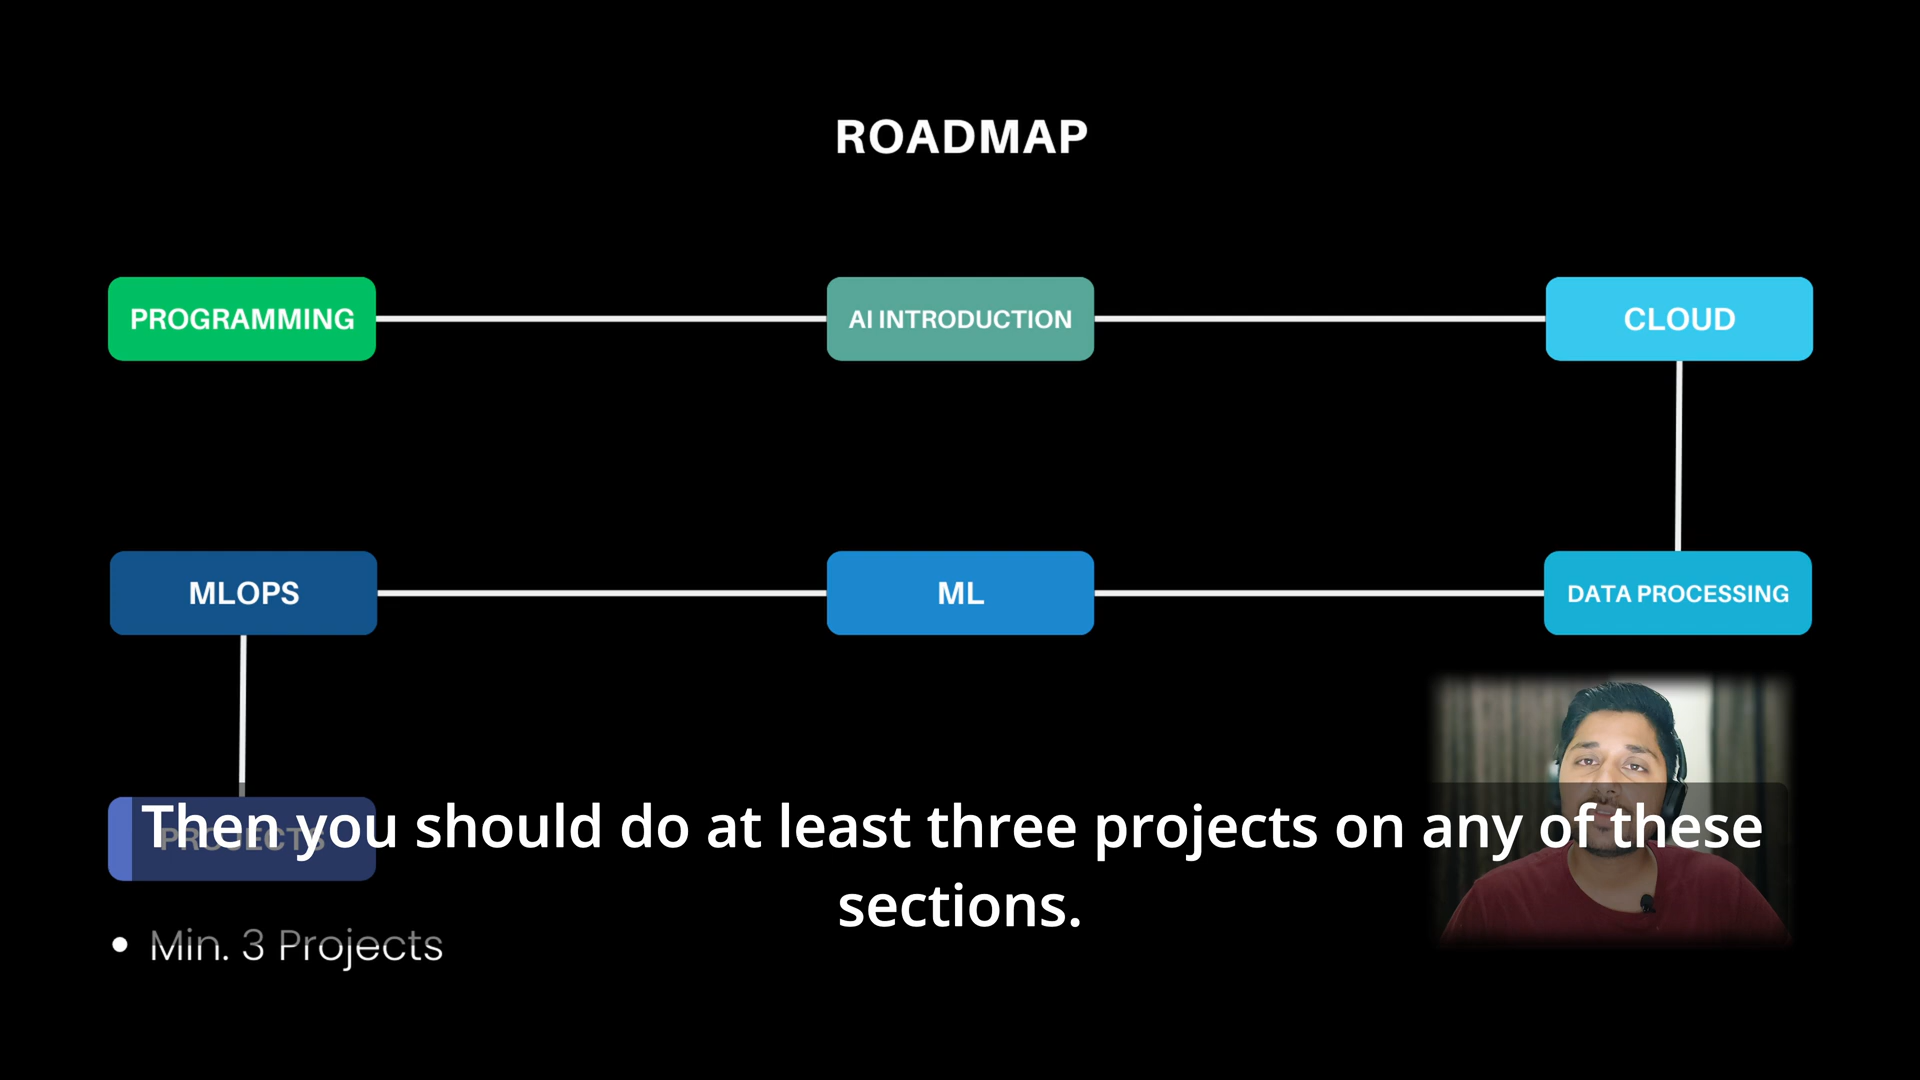 ROADMAP
PROGRAMMING
AI INTRODUCTION
CLOUD
MLOPS
ML
DATA PROCESSING
PROJECTS
Then you should do at least three projects on any of these
sections.
Min. 3 Projects